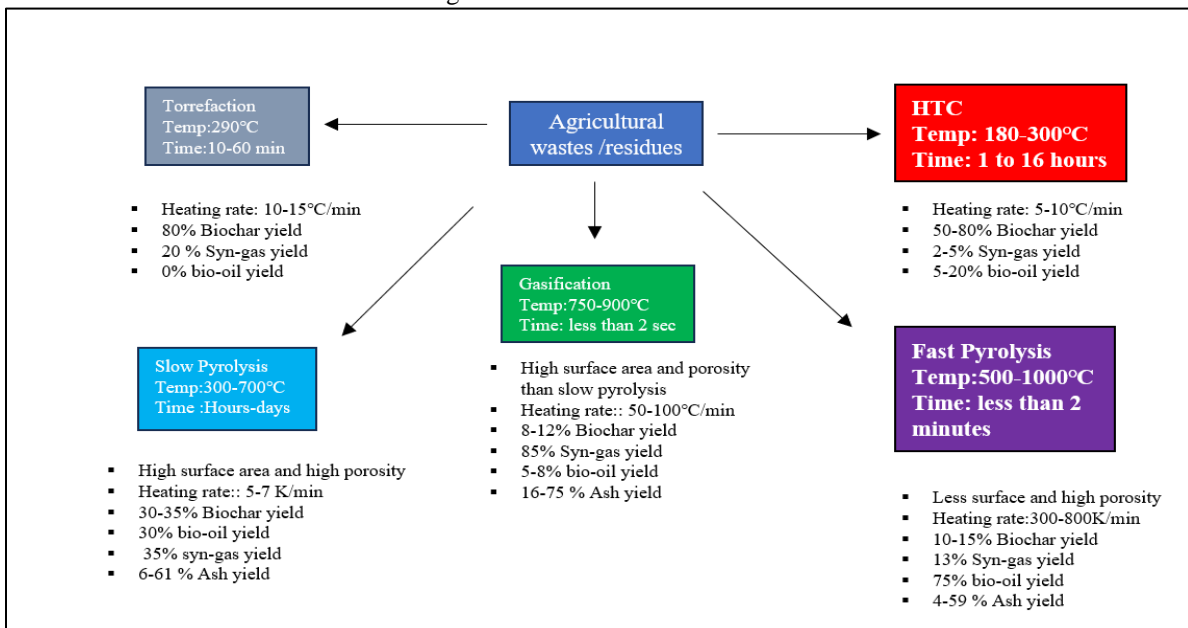 Torrefaction
Temp:290℃
Time:10-60 min
▪ Heating rate: 10-15℃/min
▪ 80% Biochar yield
▪ 20 % Syn-gas yield
▪ 0% bio-oil yield
Agricultural
wastes /residues
HTC
Temp: 180-300℃
Time: 1 to 16 hours
▪ Heating rate: 5-10℃/min
▪ 50-80% Biochar yield
▪ 2-5% Syn-gas yield
▪ 5-20% bio-oil yield
Slow Pyrolysis
Temp:300-700℃
Time :Hours-days
▪ High surface area and high porosity
▪ Heating rate:: 5-7 K/min
▪ 30-35% Biochar yield
▪ 30% bio-oil yield
▪ 35% syn-gas yield
▪ 6-61 % Ash yield
Gasification
Temp:750-900℃
Time: less than 2 sec
▪ High surface area and porosity
than slow pyrolysis
▪ Heating rate:: 50-100℃/min
▪ 8-12% Biochar yield
▪ 85% Syn-gas yield
▪ 5-8% bio-oil yield
▪ 16-75 % Ash yield
Fast Pyrolysis
Temp:500-1000℃
Time: less than 2
minutes
▪ Less surface and high porosity
▪ Heating rate:300-800K/min
▪ 10-15% Biochar yield
▪ 13% Syn-gas yield
▪ 75% bio-oil yield
▪ 4-59 % Ash yield